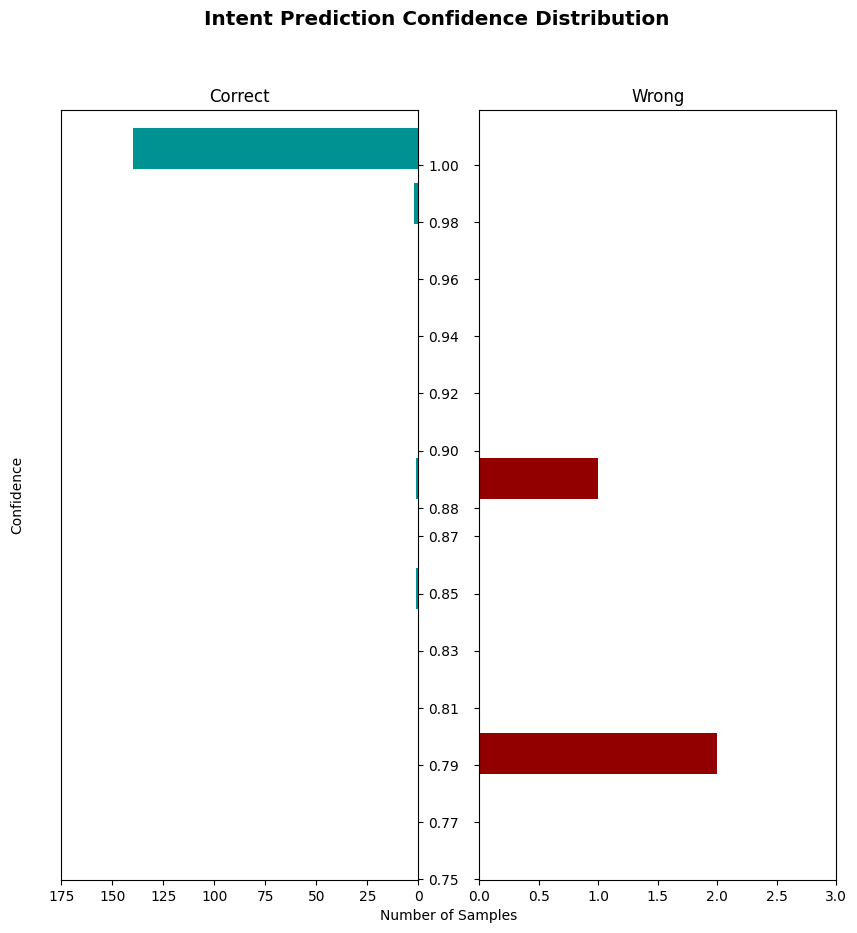 Intent Prediction Confidence Distribution
Correct
Wrong
1.00
0.98
0.96
0.94
0.92
0.90
0.88
0.87
0.85
0.83
0.81
0.79
0.77
0.75
Confidence
175 150 125 100 75 50 25 0
0.0 0.5 1.0 1.5 2.0 2.5 3.0
Number of Samples